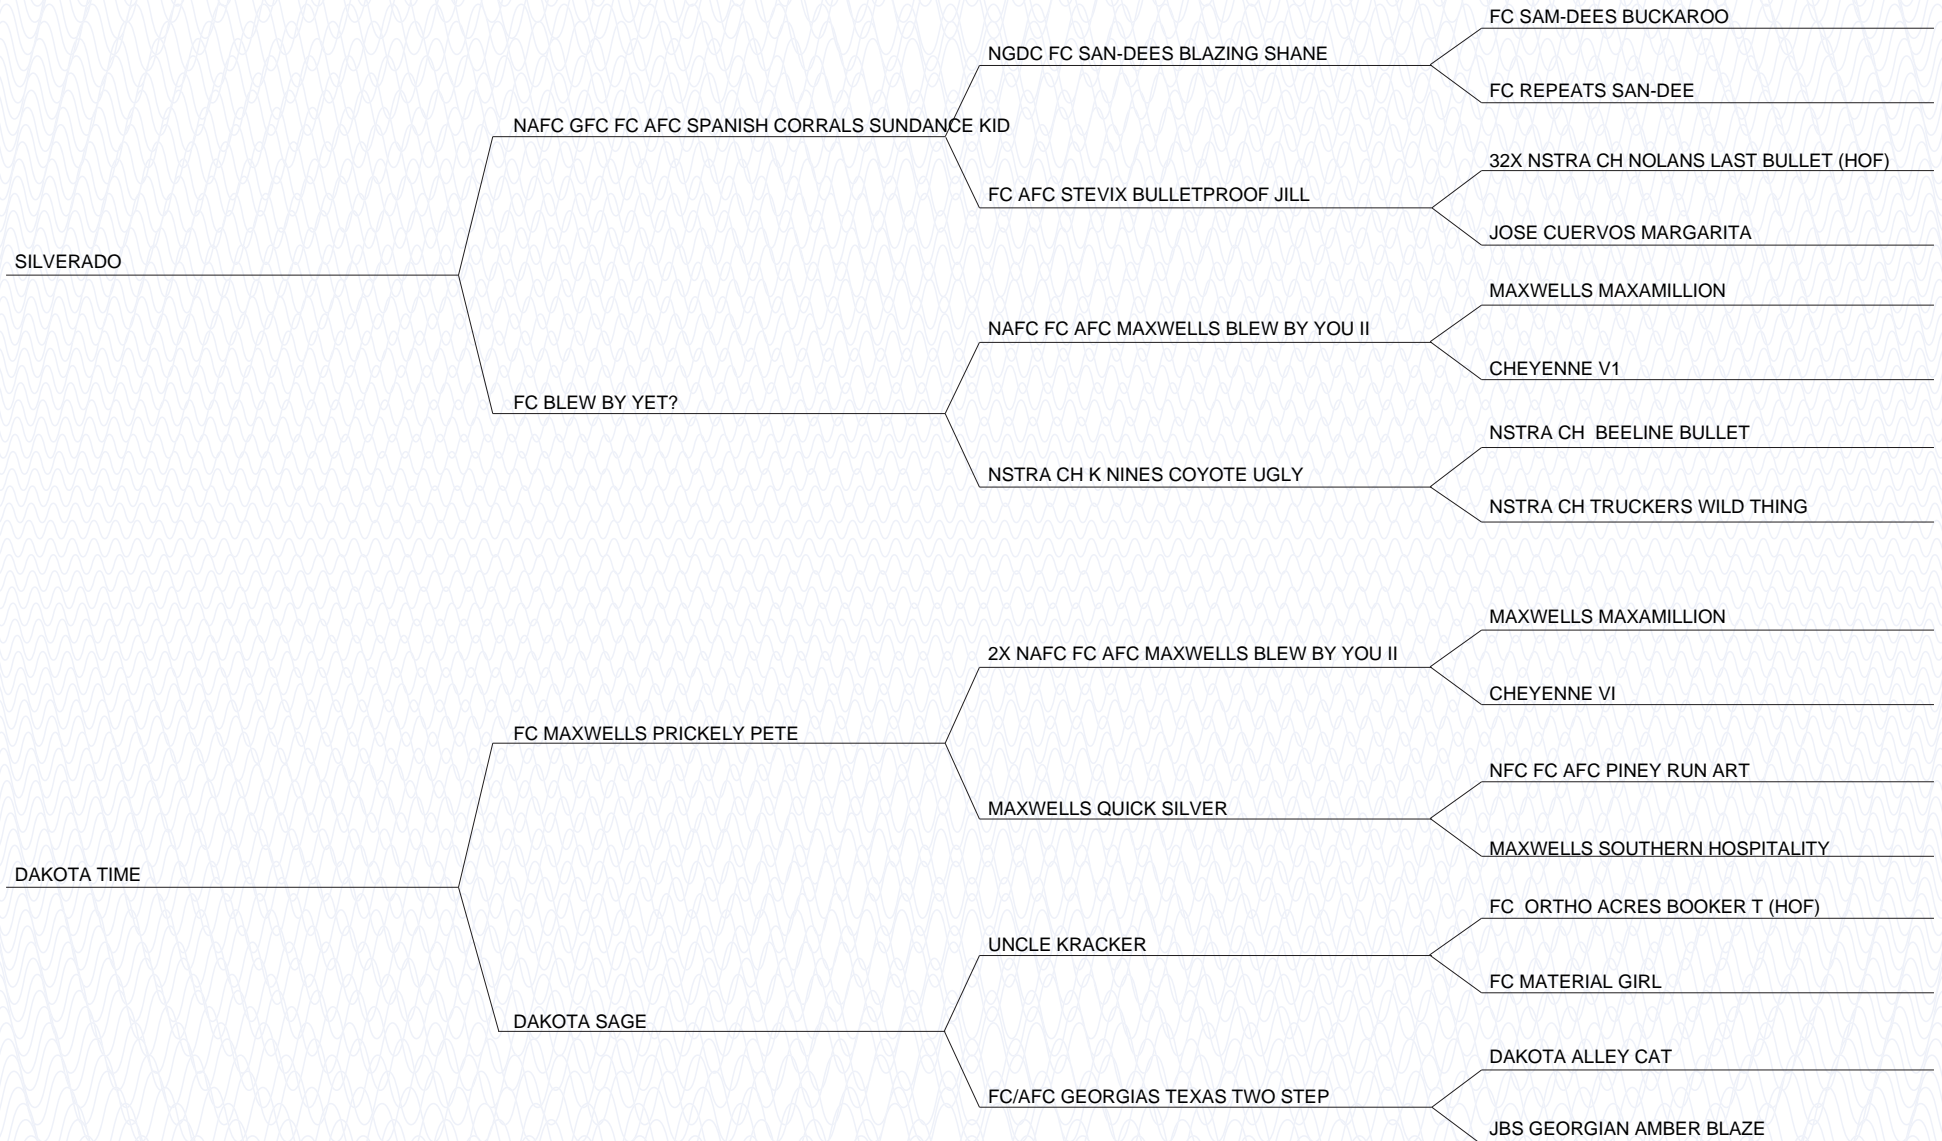 FC SAM-DEES BUCKAROO
NGDC FC SAN-DEES BLAZING SHANE
FC REPEATS SAN-DEE
NAFC GFC FC AFC SPANISH CORRALS SUNDANCE KID
32X NSTRA CH NOLANS LAST BULLET (HOF)
FC AFC STEVIX BULLETPROOF JILL
JOSE CUERVOS MARGARITA
SILVERADO
MAXWELLS MAXAMILLION
NAFC FC AFC MAXWELLS BLEW BY YOU II
CHEYENNE V1
FC BLEW BY YET?
NSTRA CH  BEELINE BULLET
NSTRA CH K NINES COYOTE UGLY
NSTRA CH TRUCKERS WILD THING
MAXWELLS MAXAMILLION
2X NAFC FC AFC MAXWELLS BLEW BY YOU II
CHEYENNE VI
FC MAXWELLS PRICKELY PETE
NFC FC AFC PINEY RUN ART
MAXWELLS QUICK SILVER
MAXWELLS SOUTHERN HOSPITALITY
DAKOTA TIME
FC  ORTHO ACRES BOOKER T (HOF)
UNCLE KRACKER
FC MATERIAL GIRL
DAKOTA SAGE
DAKOTA ALLEY CAT
FC/AFC GEORGIAS TEXAS TWO STEP
JBS GEORGIAN AMBER BLAZE